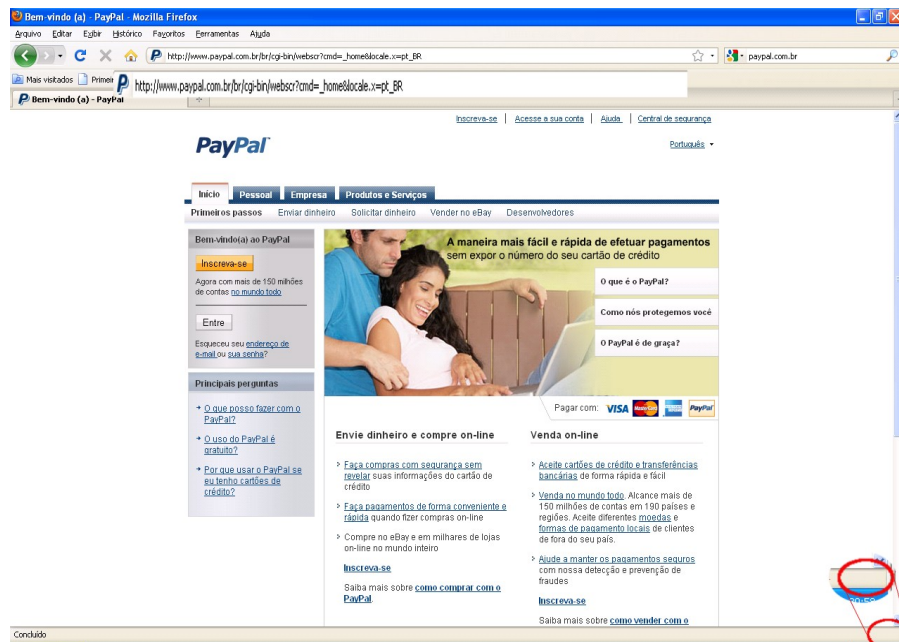 Bem-vindo (a) - PayPal - Mozilla Firefox
Arquivo Editar Exibir Histórico Favoritos Ferramentas Ajuda
http://www.paypal.com.br/br/cgi-bin/webscr?cmd=_home&locale.x=pt_BR
paypal.com.br
Mais visitados Primeir
http://www.paypal.com.br/br/cgi-bin/webscr?cmd=_home&locale.x=pt_BR
Bem-vindo (a) - PayPal
Inscreva-se | Acesse a sua conta | Ajuda | Central de segurança
PayPal
Português
Início Pessoal Empresa Produtos e Serviços
Primeiros passos Enviar dinheiro Solicitar dinheiro Vender no eBay Desenvolvedores
Bem-vindo(a) ao PayPal
Inscreva-se
Agora com mais de 150 milhões
de contas no mundo todo
Entre
Esqueceu seu endereço de
e-mail ou sua senha?
Principais perguntas
O que posso fazer com o
PayPal?
O uso do PayPal é
gratuito?
Por que usar o PayPal se
eu tenho cartões de
crédito?
A maneira mais fácil e rápida de efetuar pagamentos
sem expor o número do seu cartão de crédito
O que é o PayPal?
Como nós protegemos você
O PayPal é de graça?
Pagar com: VISA MasterCard PayPal
Envie dinheiro e compre on-line
Faça compras com segurança sem
revelar suas informações do cartão de
crédito
Faça pagamentos de forma conveniente e
rápida quando fizer compras on-line
Compre no eBay e em milhares de lojas
on-line no mundo inteiro
Inscreva-se
Saiba mais sobre como comprar com o
PayPal.
Venda on-line
Aceite cartões de crédito e transferências
bancárias de forma rápida e fácil
Venda no mundo todo. Alcance mais de
150 milhões de contas em 190 países e
regiões. Aceite diferentes moedas e
formas de pagamento locais de clientes
de fora do seu país.
Ajude a manter os pagamentos seguros
com nossa detecção e prevenção de
fraudes
Inscreva-se
Saiba mais sobre como vender com o
Concluído